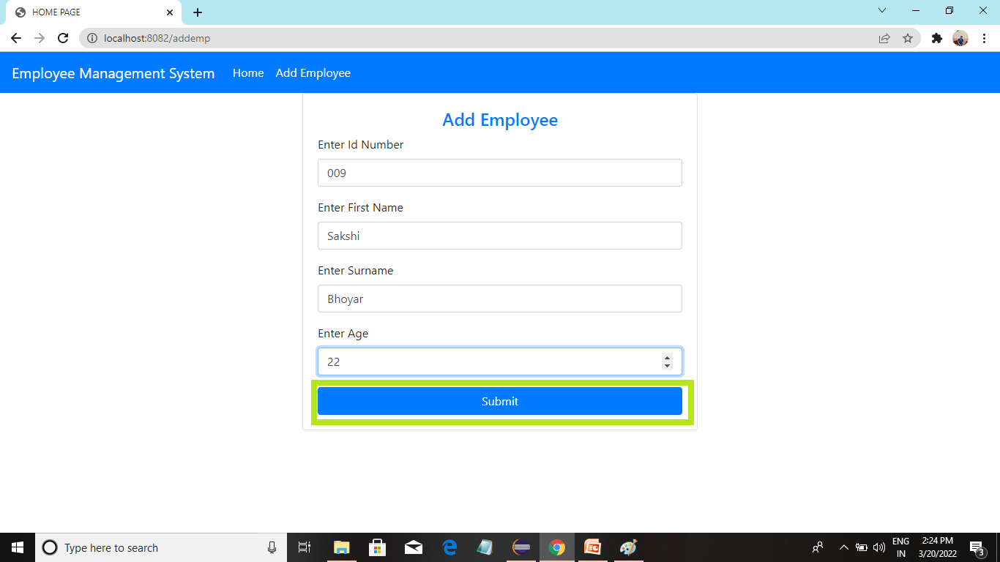 HOME PAGE
localhost:8082/addemp
Employee Management System Home Add Employee
Add Employee
Enter Id Number
009
Enter First Name
Sakshi
Enter Surname
Bhoyar
Enter Age
22
Submit
Type here to search
ENG
IN
2:24 PM
3/20/2022
3